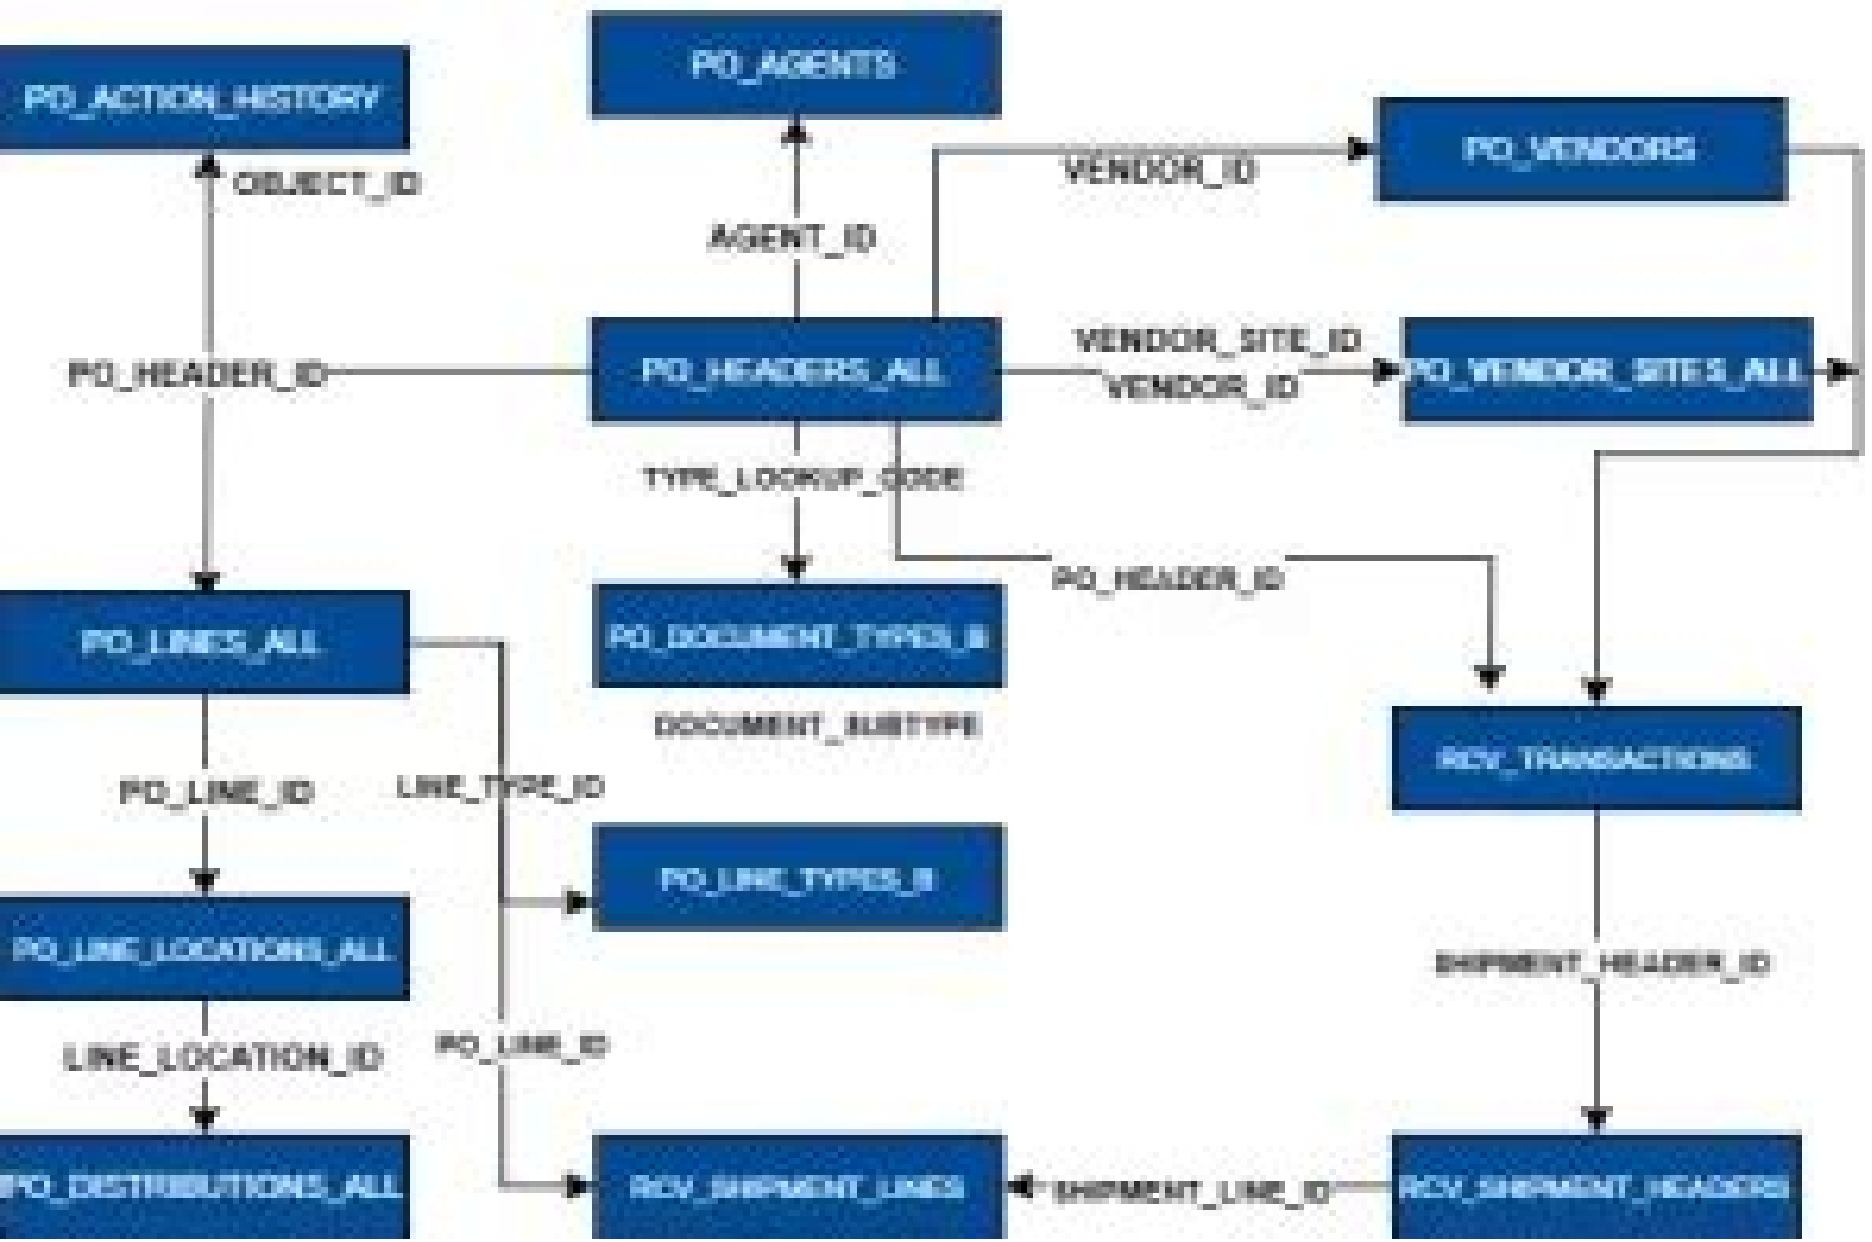 PO_AGENTS
PO_ACTION_HISTORY
PO_VENDORS
OBJECT_ID
VENDOR_ID
AGENT_ID
VENDOR_SITE_ID
PO_HEADER_ID
PO_HEADERS_ALL
VENDOR_ID
PO_VENDOR_SITES_ALL
TYPE_LOOKUP_CODE
PO_HEADER_ID
PO_LINES_ALL
PO_DOCUMENT_TYPES_B
DOCUMENT_SUBTYPE
RCV_TRANSACTIONS
PO_LINE_ID
LINE_TYPE_ID
PO_LINE_TYPES_B
PO_LINE_LOCATIONS_ALL
SHIPMENT_HEADER_ID
LINE_LOCATION_ID
PO_LINE_ID
PO_DISTRIBUTIONS_ALL
RCV_SHIPMENT_LINES
SHIPMENT_LINE_ID
RCV_SHIPMENT_HEADERS